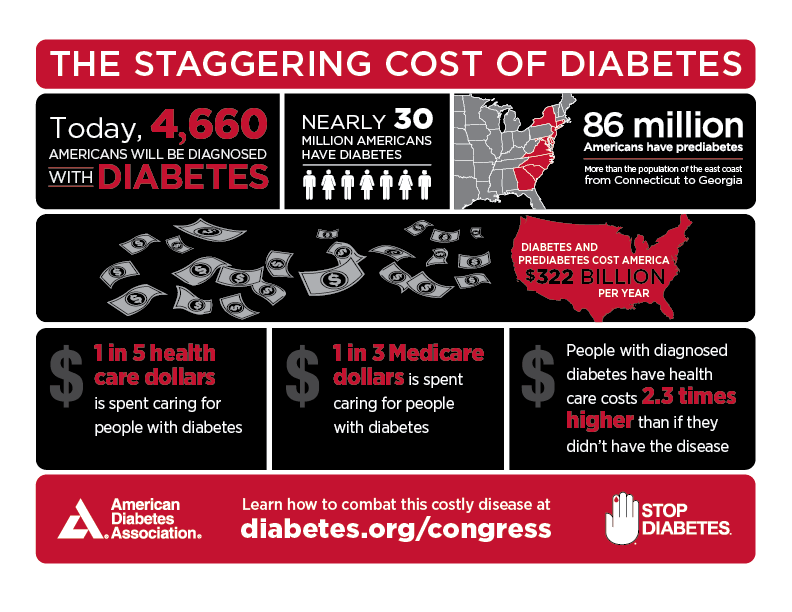 THE STAGGERING COST OF DIABETES
Today, 4,660
AMERICANS WILL BE DIAGNOSED
WITH DIABETES
NEARLY 30
MILLION AMERICANS
HAVE DIABETES
86 million
Americans have prediabetes
More than the population of the east coast
from Connecticut to Georgia
DIABETES AND
PREDIABETES COST AMERICA
$322 BILLION
PER YEAR
$
1 in 5 health
care dollars
is spent caring for
people with diabetes
$
1 in 3 Medicare
dollars is spent
caring for people
with diabetes
$
People with diagnosed
diabetes have health
care costs 2.3 times
higher than if they
didn't have the disease
American
Diabetes
Association®
Learn how to combat this costly disease at
diabetes.org/congress
STOP
DIABETES